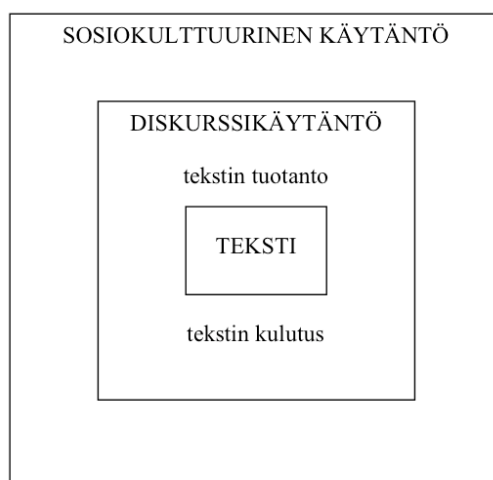 SOSIOKULTTUURINEN KÄYTÄNTÖ
DISKURSSIKÄYTÄNTÖ
tekstin tuotanto
TEKSTI
tekstin kulutus